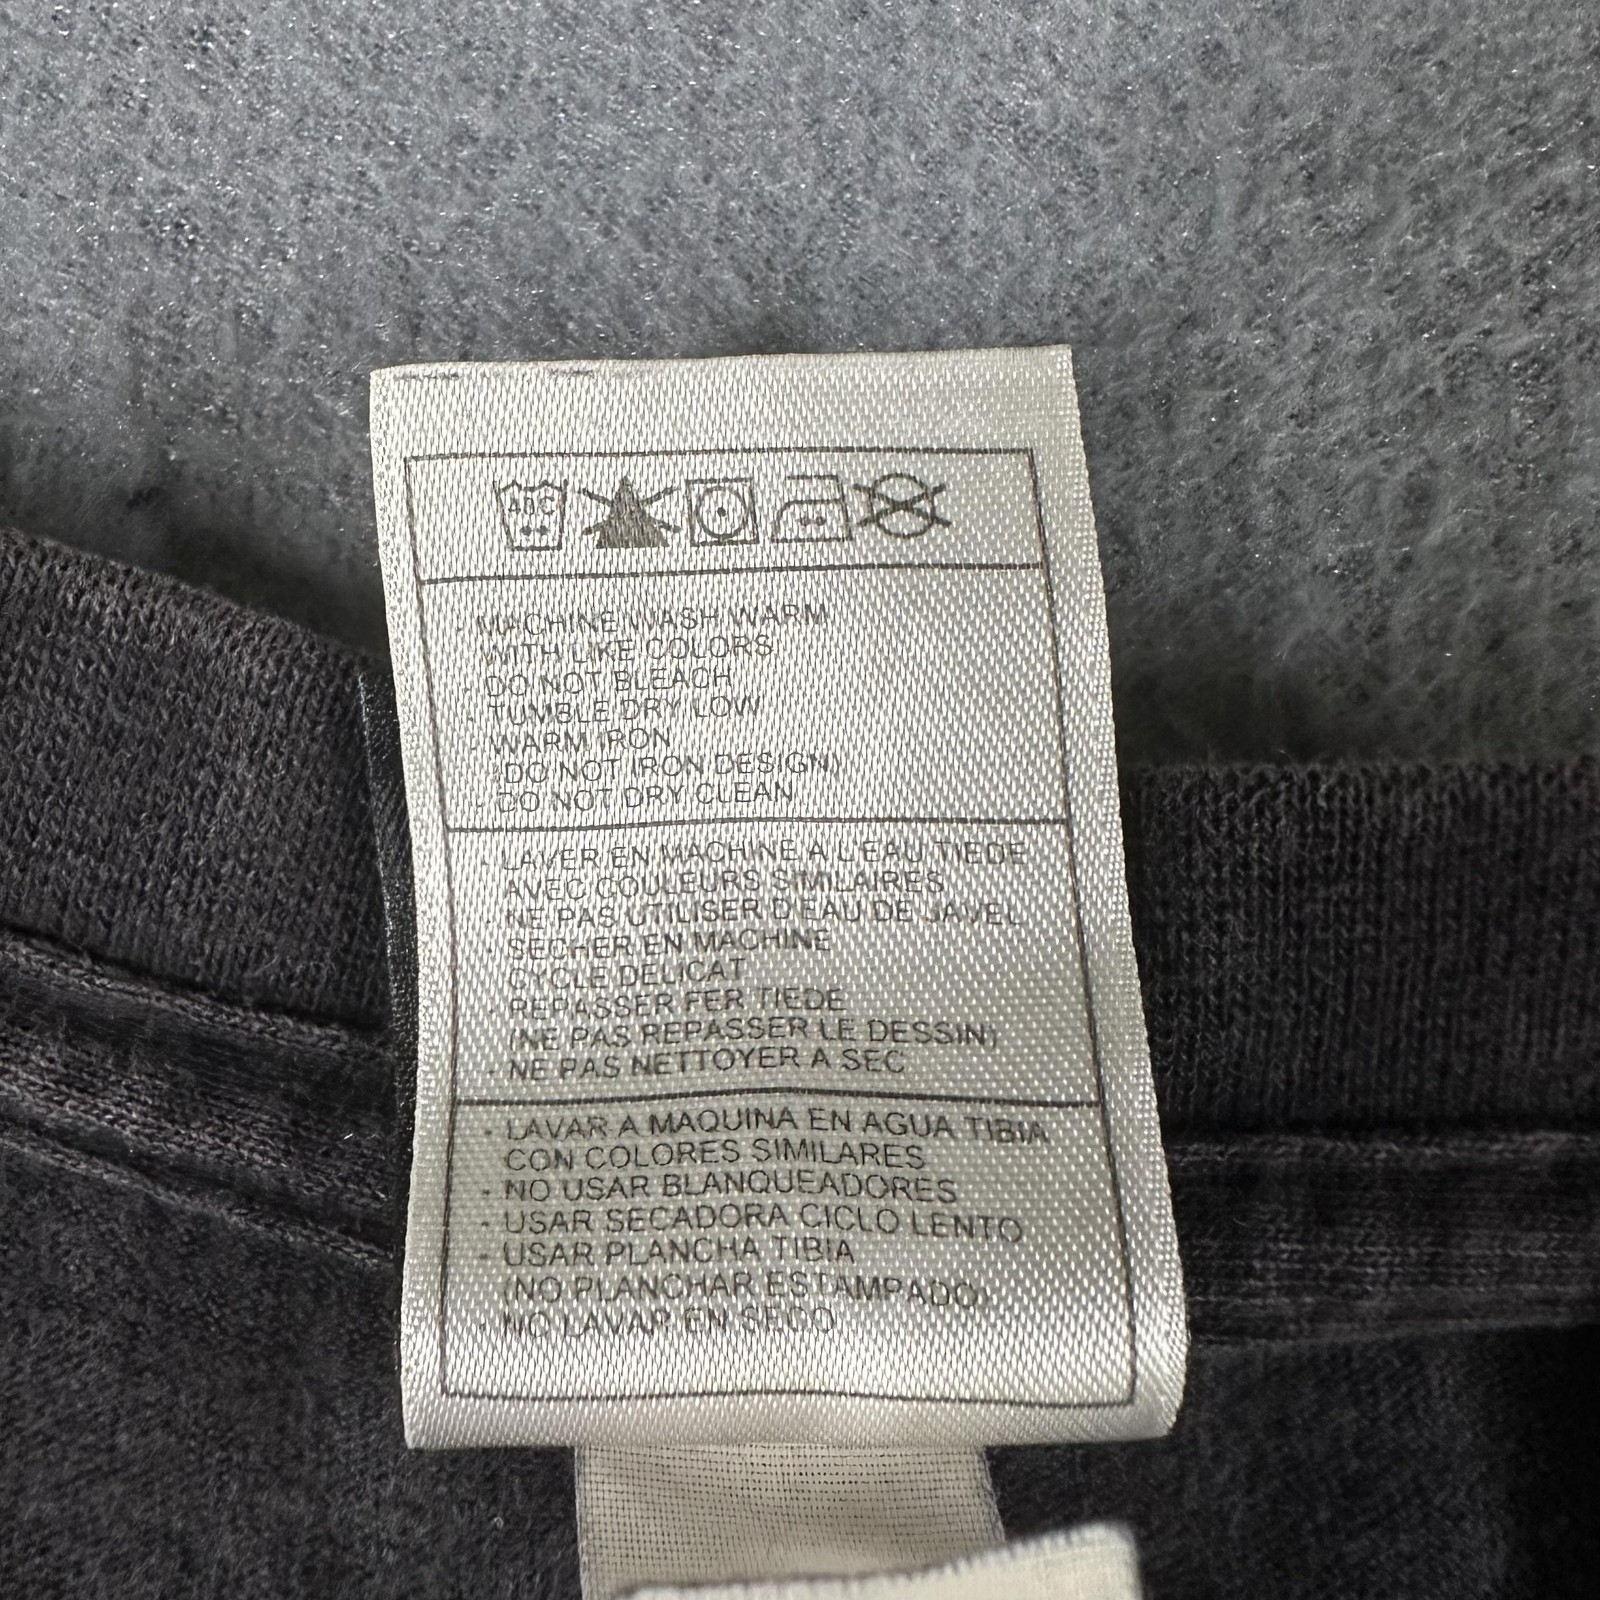 40C
· MACHINE WASH WARM
WITH LIKE COLORS
· DO NOT BLEACH
· TUMBLE DRY LOW
· WARM IRON
(DO NOT IRON DESIGN)
· DO NOT DRY CLEAN
· LAVER EN MACHINE A L'EAU TIEDE
AVEC COULEURS SIMILAIRES
· NE PAS UTILISER D'EAU DE JAVEL
SECHER EN MACHINE
CYCLE DELICAT
· REPASSER FER TIEDE
(NE PAS REPASSER LE DESSIN)
· NE PAS NETTOYER A SEC
· LAVAR A MAQUINA EN AGUA TIBIA
CON COLORES SIMILARES
· NO USAR BLANQUEADORES
· USAR SECADORA CICLO LENTO
· USAR PLANCHA TIBIA
(NO PLANCHAR ESTAMPADO)
· NO LAVAR EN SECO